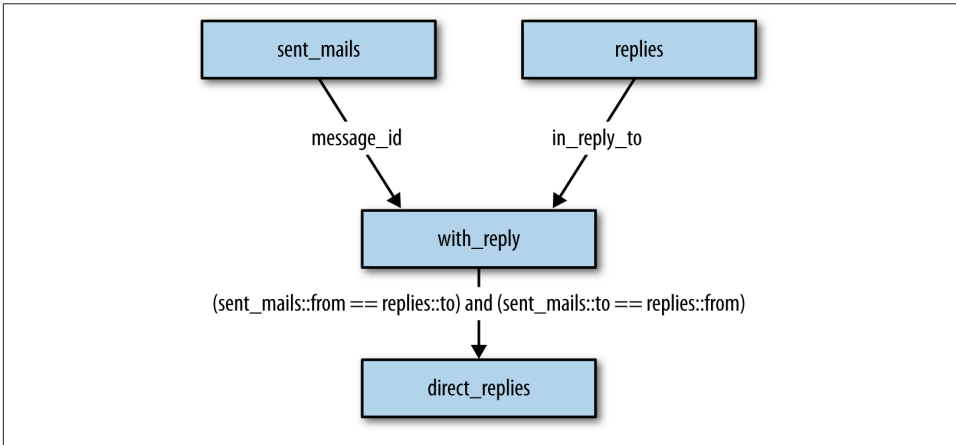 sent_mails
replies
message_id
in_reply_to
with_reply
(sent_mails::from == replies::to) and (sent_mails::to == replies::from)
direct_replies